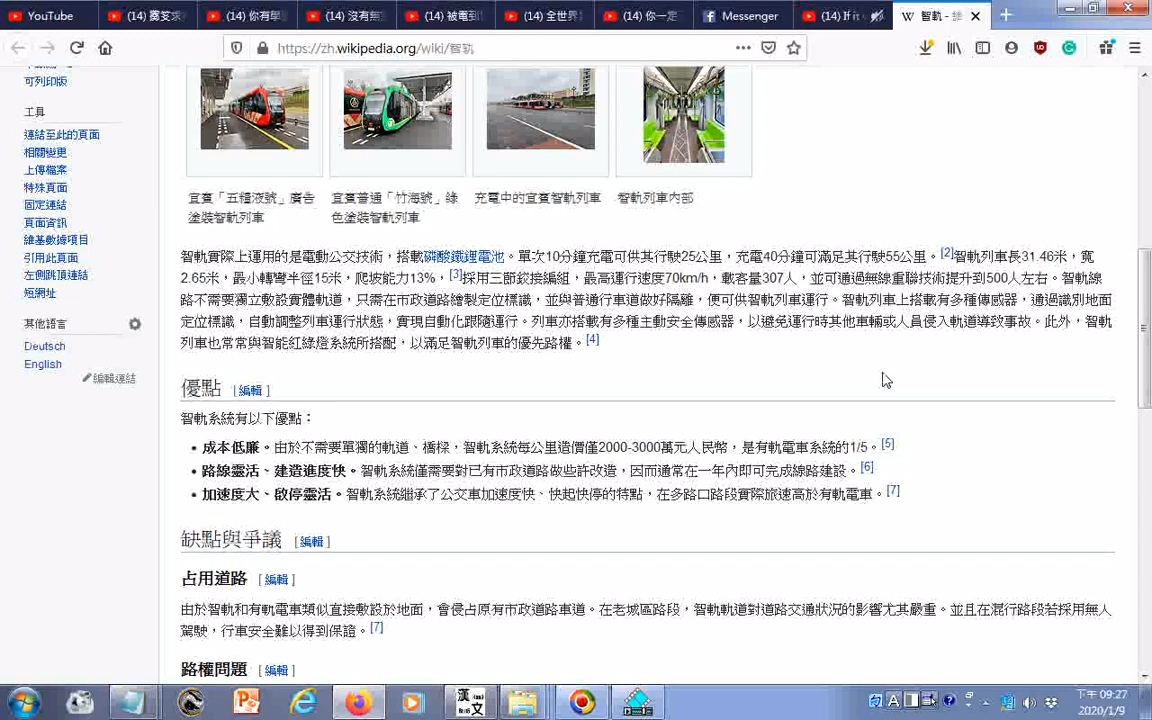 YouTube
(14)
(14) 你有
(14) 沒有
(14) 被電
(14) 全世界
(14) 你一定
Messenger
(14) If it
智軌 -
https://zh.wikipedia.org/wiki/智軌
可列印版
工具
連結至此的頁面
相關變更
上傳檔案
特殊頁面
固定連結
頁面資訊
維基數據項目
引用此頁面
左側跳頂連結
短網址
其他語言
Deutsch
English
編輯連結
宜賓「五糧液號」廣告
塗裝智軌列車
宜賓普通「竹海號」綠
色塗裝智軌列車
充電中的宜賓智軌列車
智軌列車內部
智軌實際上運用的是電動公交技術，搭載磷酸鐵鋰電池。單次10分鐘充電可供其行駛25公里，充電40分鐘可滿足其行駛55公里。[2]智軌列車長31.46米，寬
2.65米，最小轉彎半徑15米，爬坡能力13%，[3]採用三節鉸接編組，最高運行速度70km/h，載客量307人，並可通過無線重聯技術提升到500人左右。智軌線
路不需要獨立敷設實體軌道，只需在市政道路繪製定位標識，並與普通行車道做好隔離，便可供智軌列車運行。智軌列車上搭載有多種傳感器，通過識別地面
定位標識，自動調整列車運行狀態，實現自動化跟隨運行。列車亦搭載有多種主動安全傳感器，以避免運行時其他車輛或人員侵入軌道導致事故。此外，智軌
列車也常常與智能紅綠燈系統所搭配，以滿足智軌列車的優先路權。[4]
優點 [編輯]
智軌系統有以下優點：
• 成本低廉。由於不需要單獨的軌道、橋樑，智軌系統每公里造價僅2000-3000萬元人民幣，是有軌電車系統的1/5。[5]
• 路線靈活、建造進度快。智軌系統僅需要對已有市政道路做些許改造，因而通常在一年內即可完成線路建設。[6]
• 加速度大、啟停靈活。智軌系統繼承了公交車加速度快、快起快停的特點，在多路口路段實際旅速高於有軌電車。[7]
缺點與爭議 [編輯]
占用道路 [編輯]
由於智軌和有軌電車類似直接敷設於地面，會侵占原有市政道路車道。在老城區路段，智軌軌道對道路交通狀況的影響尤其嚴重。並且在混行路段若採用無人
駕駛，行車安全難以得到保證。[7]
路權問題 [編輯]
漢
文
A
下午 09:27
2020/1/9